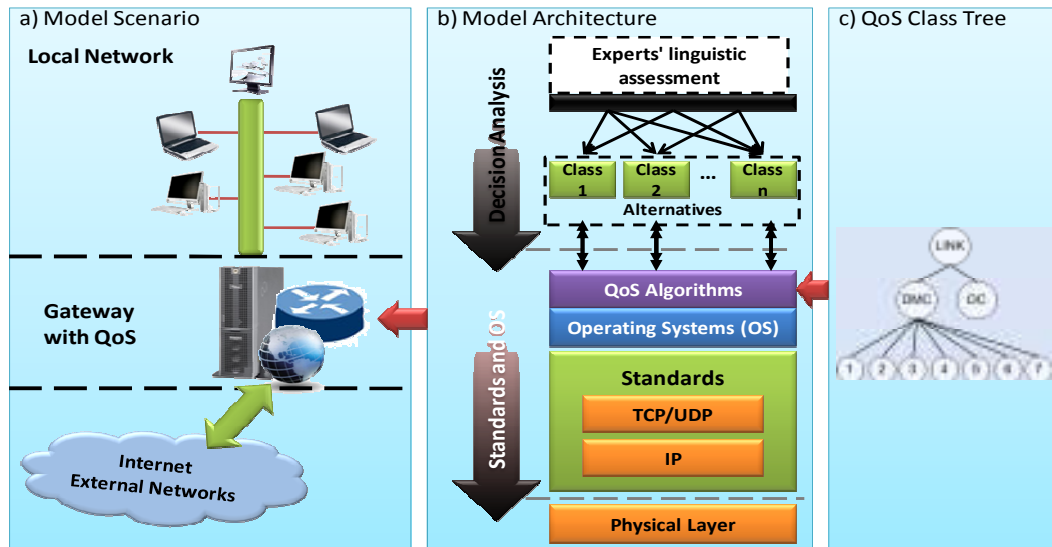 a) Model Scenario
Local Network
Gateway
with QoS
Internet
External Networks
b) Model Architecture
Experts' linguistic
assessment
Decision Analysis
Class
1
Class
2
...
Class
n
Alternatives
QoS Algorithms
Operating Systems (OS)
Standards and OS
Standards
TCP/UDP
IP
Physical Layer
c) QoS Class Tree
LINK
DMC
DC
1 2 3 4 5 6 7